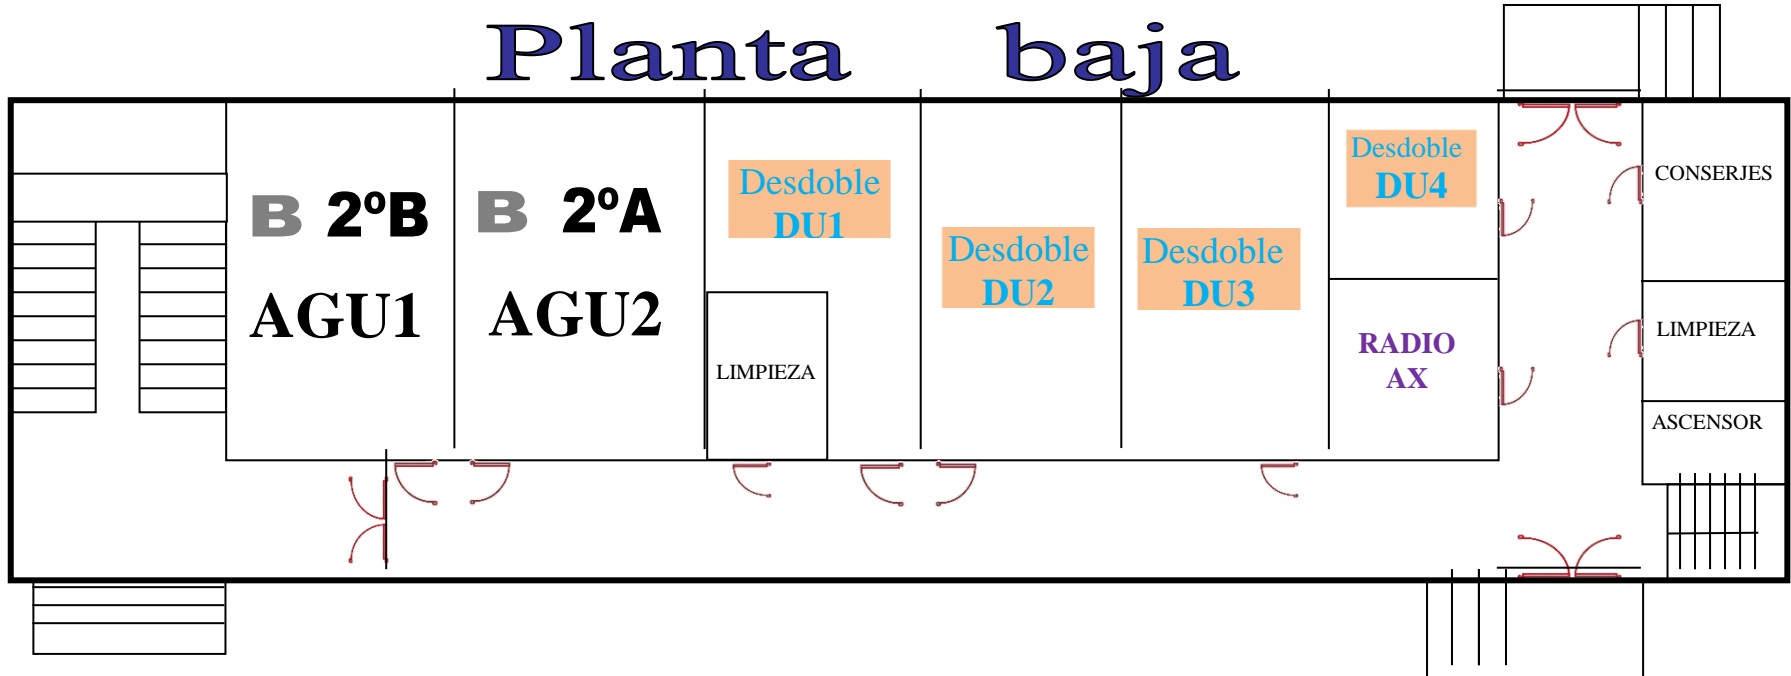 Planta baja
B 2ºB
AGU1
B 2ºA
AGU2
Desdoble
DU1
LIMPIEZA
Desdoble
DU2
Desdoble
DU3
Desdoble
DU4
RADIO
AX
CONSERJES
LIMPIEZA
ASCENSOR